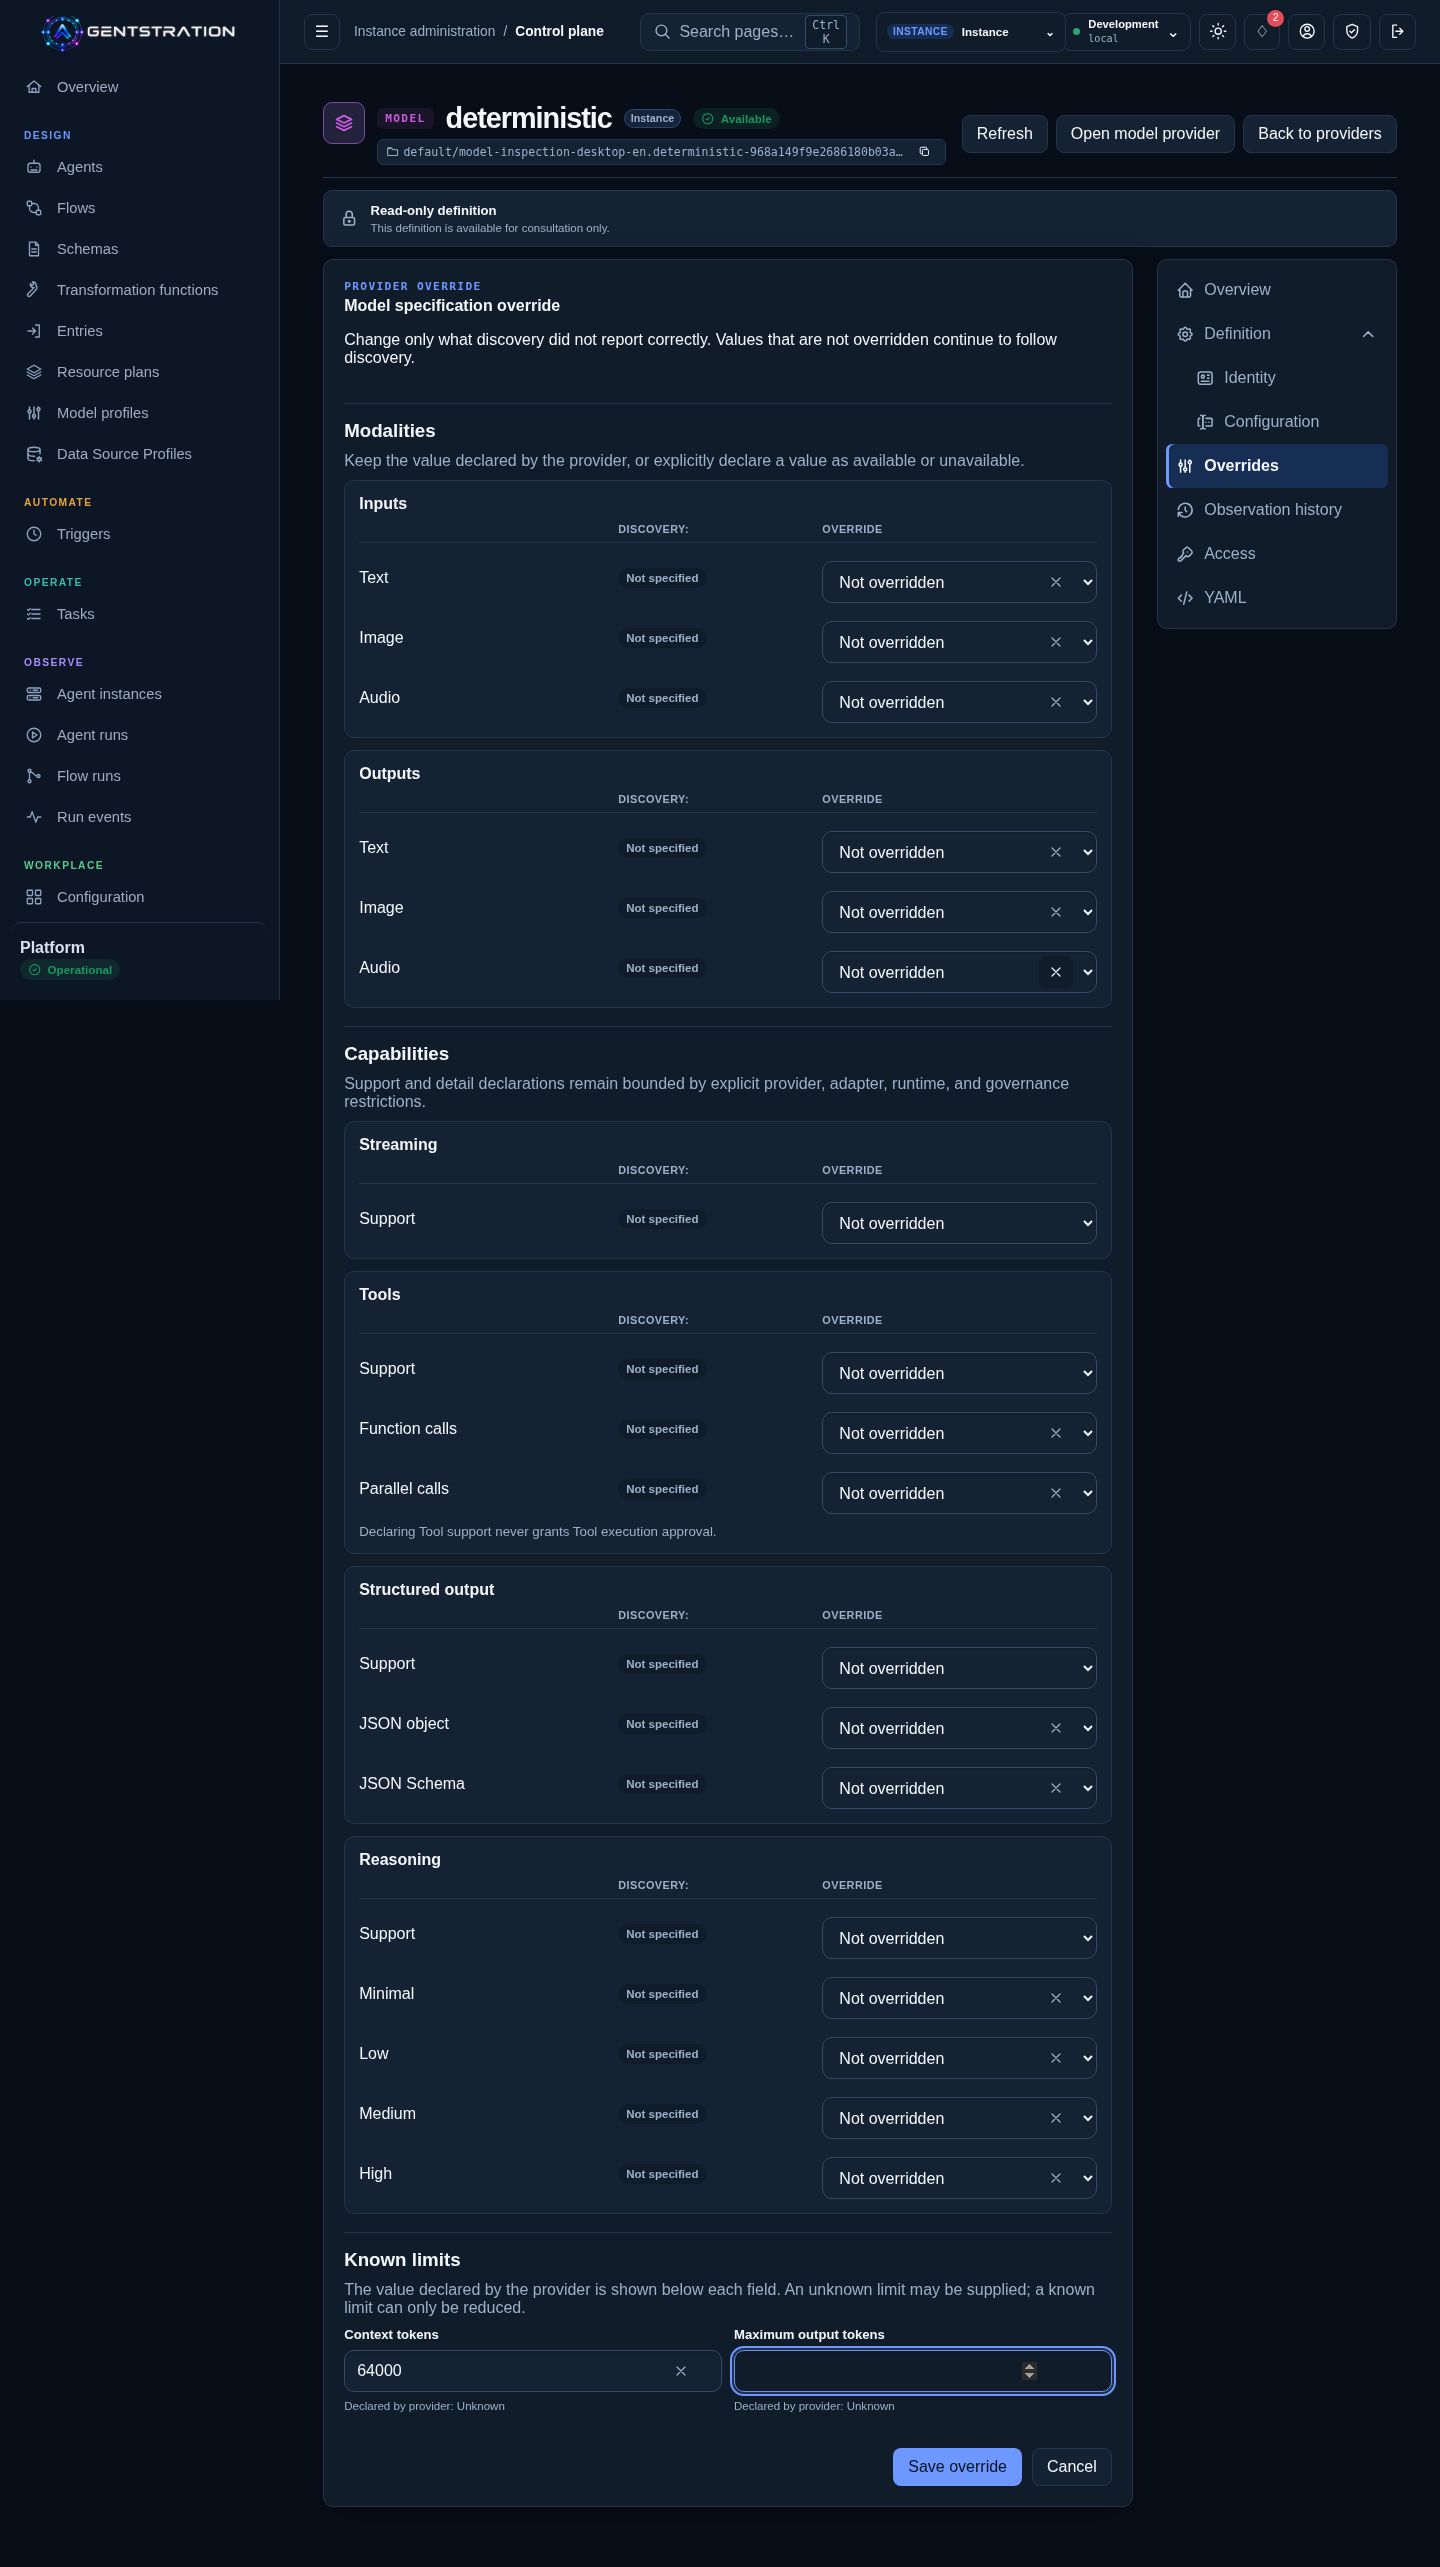 GENTSTRATION
Overview
DESIGN
Agents
Flows
Schemas
Transformation functions
Entries
Resource plans
Model profiles
Data Source Profiles
AUTOMATE
Triggers
OPERATE
Tasks
OBSERVE
Agent instances
Agent runs
Flow runs
Run events
WORKPLACE
Configuration
Platform
Operational
Instance administration / Control plane
Search pages…
Ctrl
K
INSTANCE Instance
Development
local
2
MODEL deterministic Instance Available
default/model-inspection-desktop-en.deterministic-968a149f9e2686180b03a…
Refresh
Open model provider
Back to providers
Read-only definition
This definition is available for consultation only.
PROVIDER OVERRIDE
Model specification override
Change only what discovery did not report correctly. Values that are not overridden continue to follow
discovery.
Modalities
Keep the value declared by the provider, or explicitly declare a value as available or unavailable.
Inputs
DISCOVERY: OVERRIDE
Text Not specified Not overridden
Image Not specified Not overridden
Audio Not specified Not overridden
Outputs
DISCOVERY: OVERRIDE
Text Not specified Not overridden
Image Not specified Not overridden
Audio Not specified Not overridden
Capabilities
Support and detail declarations remain bounded by explicit provider, adapter, runtime, and governance
restrictions.
Streaming
DISCOVERY: OVERRIDE
Support Not specified Not overridden
Tools
DISCOVERY: OVERRIDE
Support Not specified Not overridden
Function calls Not specified Not overridden
Parallel calls Not specified Not overridden
Declaring Tool support never grants Tool execution approval.
Structured output
DISCOVERY: OVERRIDE
Support Not specified Not overridden
JSON object Not specified Not overridden
JSON Schema Not specified Not overridden
Reasoning
DISCOVERY: OVERRIDE
Support Not specified Not overridden
Minimal Not specified Not overridden
Low Not specified Not overridden
Medium Not specified Not overridden
High Not specified Not overridden
Known limits
The value declared by the provider is shown below each field. An unknown limit may be supplied; a known
limit can only be reduced.
Context tokens Maximum output tokens
64000
Declared by provider: Unknown Declared by provider: Unknown
Save override Cancel
Overview
Definition
Identity
Configuration
Overrides
Observation history
Access
YAML